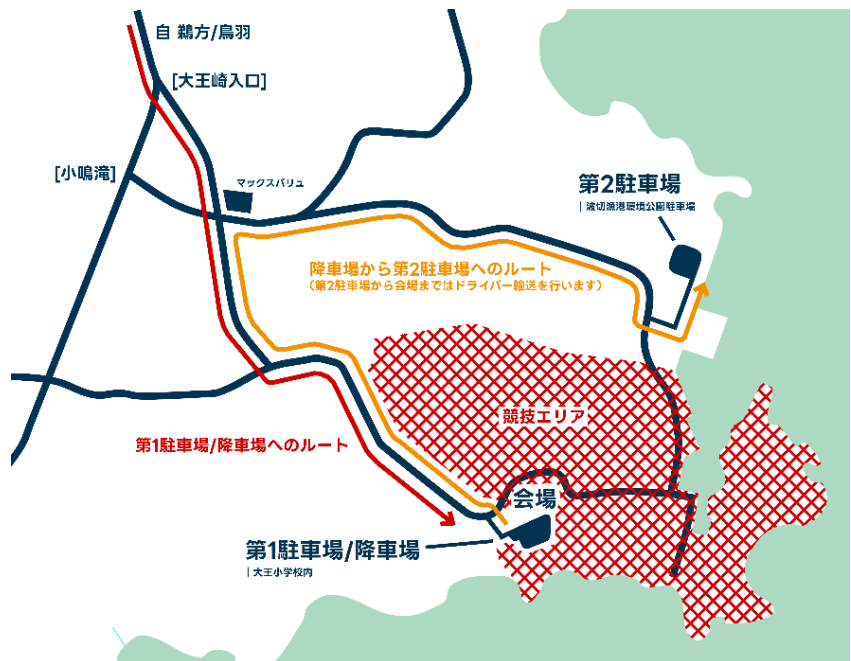 自 鵜方/鳥羽
[大王崎入口]
[小鳴滝]
マックスバリュ
第2駐車場
| 波切漁港環境公園駐車場
降車場から第2駐車場へのルート
(第2駐車場から会場まではドライバー輸送を行います)
競技エリア
第1駐車場/降車場へのルート
会場
第1駐車場/降車場
| 大王小学校内